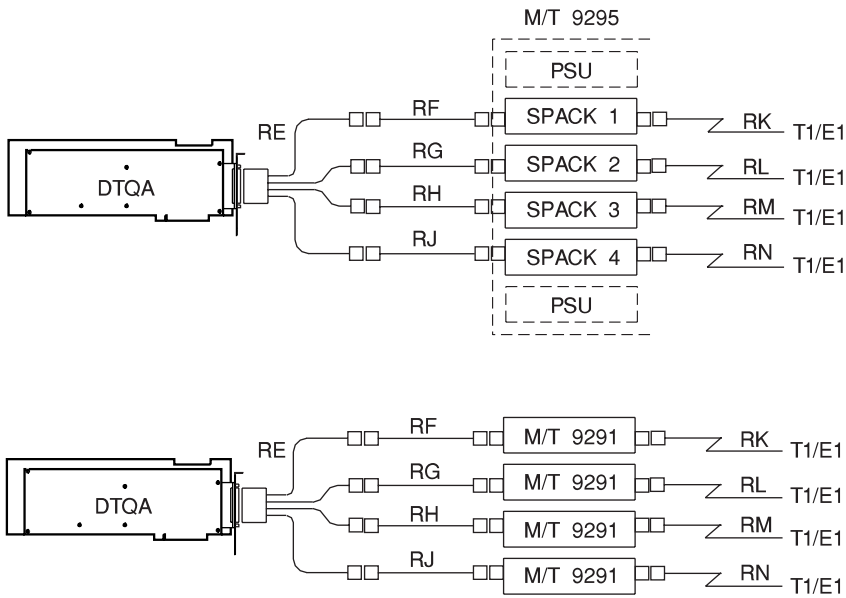 M/T 9295
PSU
RE RF SPACK 1 RK T1/E1
RG SPACK 2 RL T1/E1
DTQA
RH SPACK 3 RM T1/E1
RJ SPACK 4 RN T1/E1
PSU
RE RF M/T 9291 RK T1/E1
RG M/T 9291 RL T1/E1
DTQA
RH M/T 9291 RM T1/E1
RJ M/T 9291 RN T1/E1